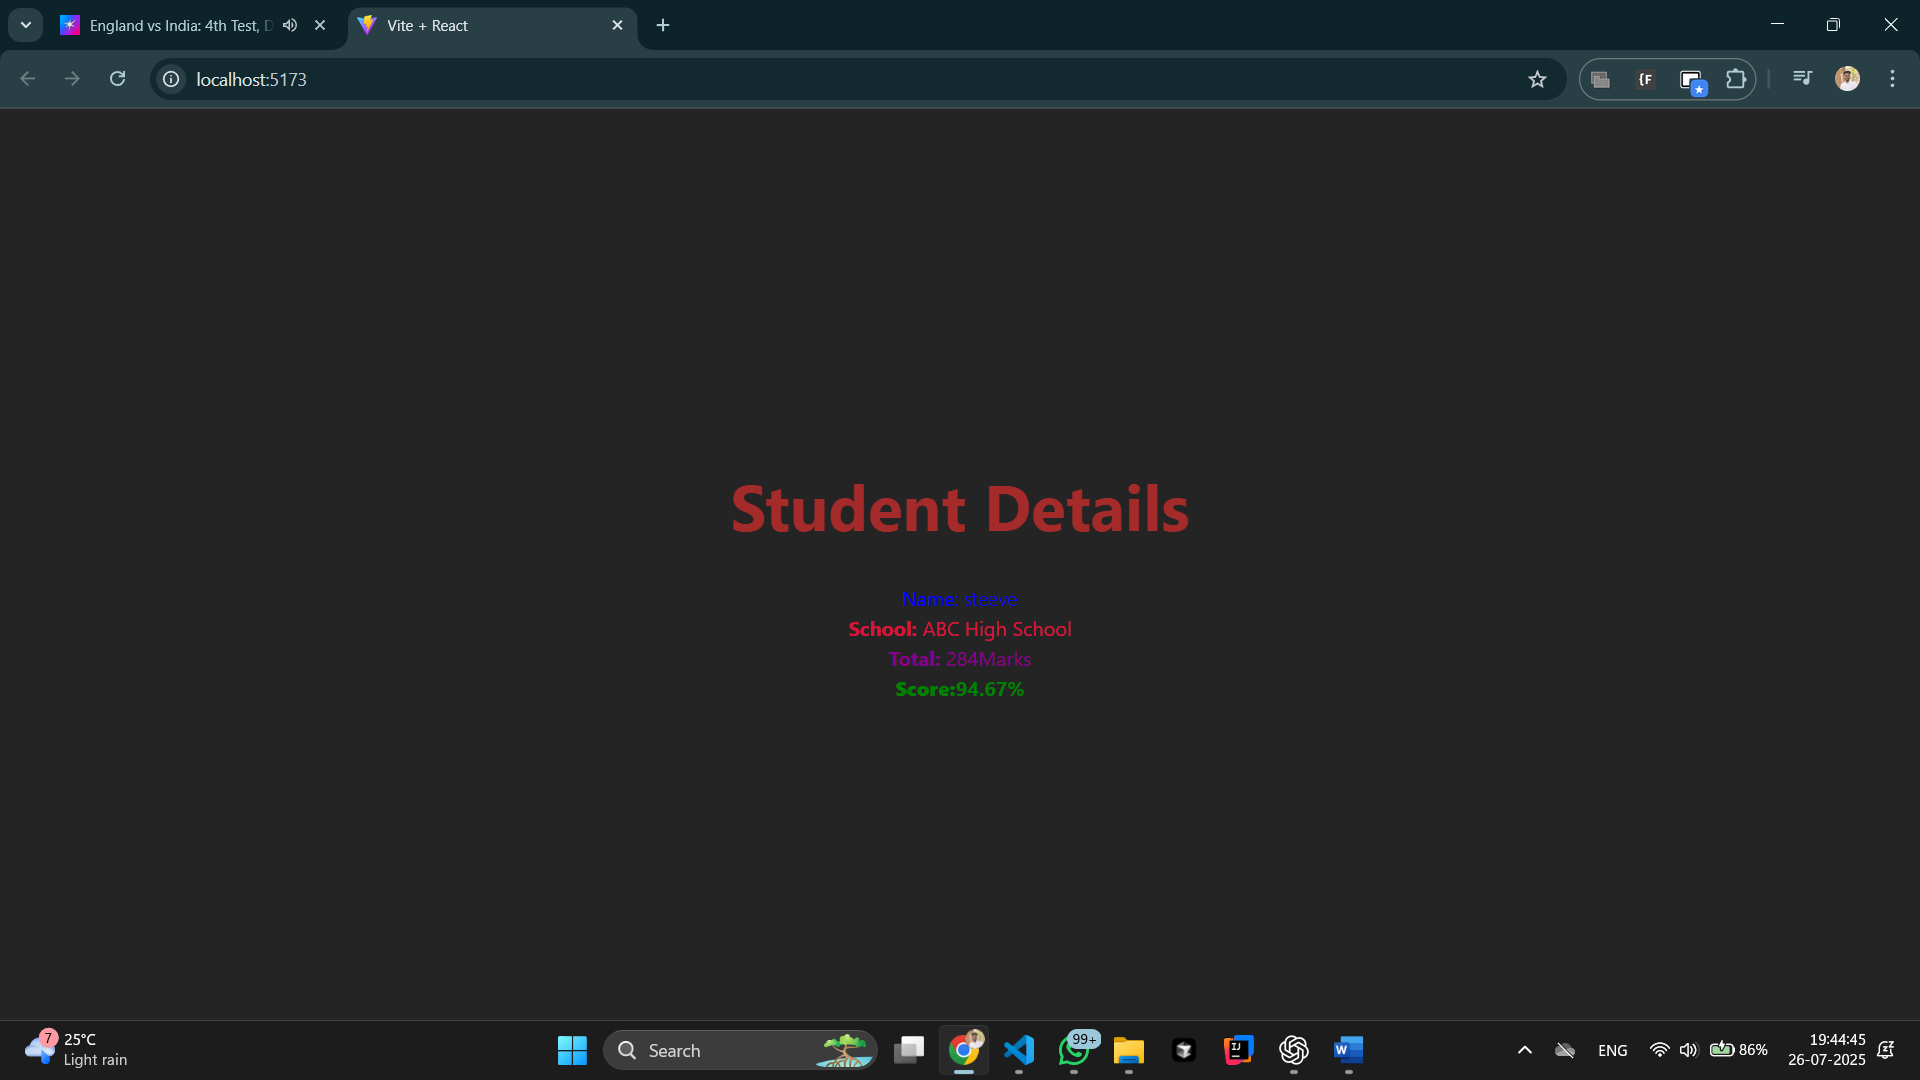 England vs India: 4th Test, D
Vite + React
localhost:5173
{F
Student Details
Name: steeve
School: ABC High School
Total: 284Marks
Score:94.67%
7
25°C
Light rain
Search
99+
IJ
W
ENG
86%
19:44:45
26-07-2025